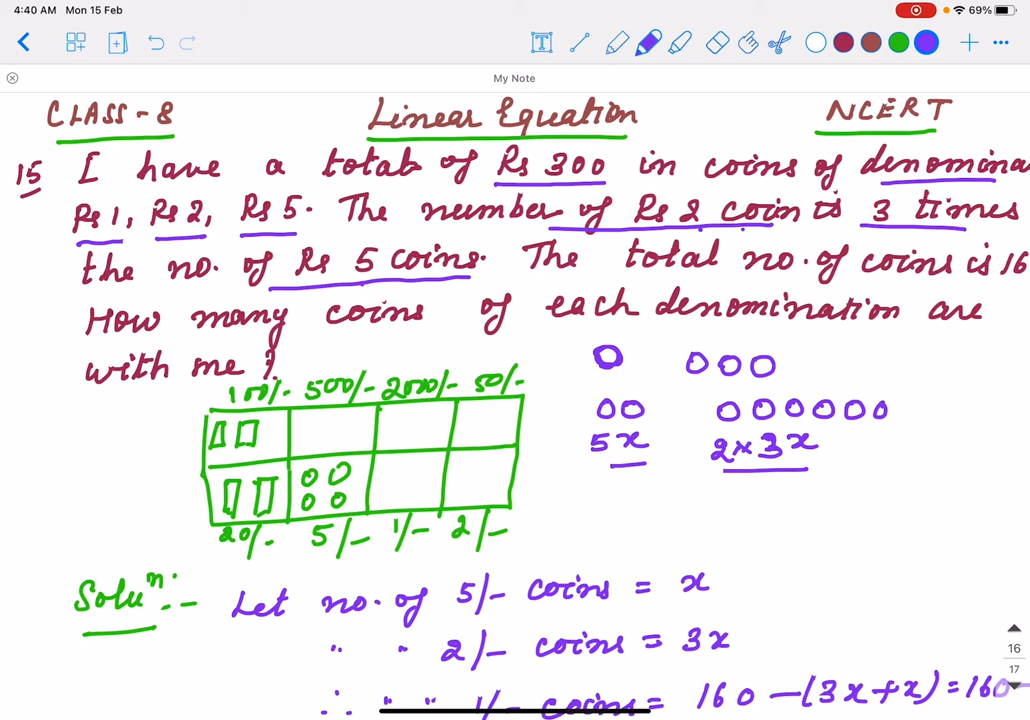 4:40 AM Mon 15 Feb
69%
My Note
CLASS-8 Linear Equation NCERT
15 I have a total of Rs 300 in coins of denomina
Rs 1, Rs 2, Rs 5. The number of Rs 2 coin is 3 times
the no. of Rs 5 coins. The total no. of coins is 16
How many coins of each denomination are
with me?
100/- 500/- 2000/- 50/-
5x 2×3x
20/- 5/- 1/- 2/-
Soluⁿ:- Let no. of 5/- coins = x
" " 2/- coins = 3x
∴ " " 1/- coins = 160 -(3x+x) = 160-
16
17